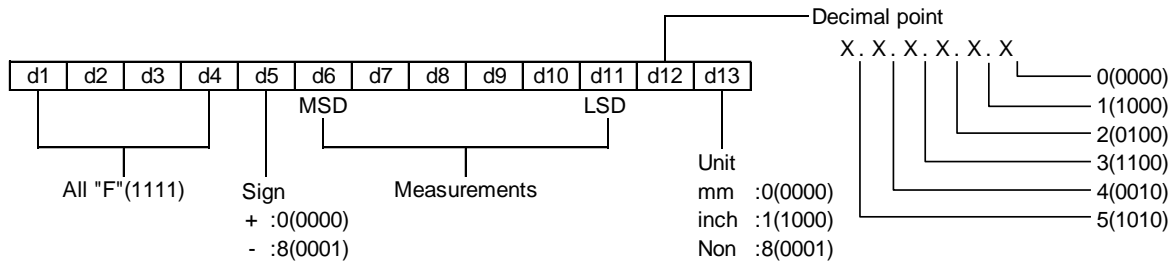 Decimal point
X . X . X . X . X . X
d1 d2 d3 d4 d5 d6 d7 d8 d9 d10 d11 d12 d13
0(0000)
MSD LSD
1(1000)
2(0100)
Unit
3(1100)
All "F"(1111) Sign Measurements mm :0(0000)
4(0010)
+ :0(0000) inch :1(1000)
5(1010)
- :8(0001) Non :8(0001)